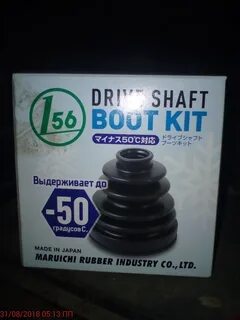 156
DRIVE SHAFT
BOOT KIT
マイナス50℃対応
ドライブシャフト
ブーツキット
Выдерживает до
-50
градусов С.
MADE IN JAPAN
MARUICHI RUBBER INDUSTRY CO.,LTD.
31/08/2018 05:13 ПП